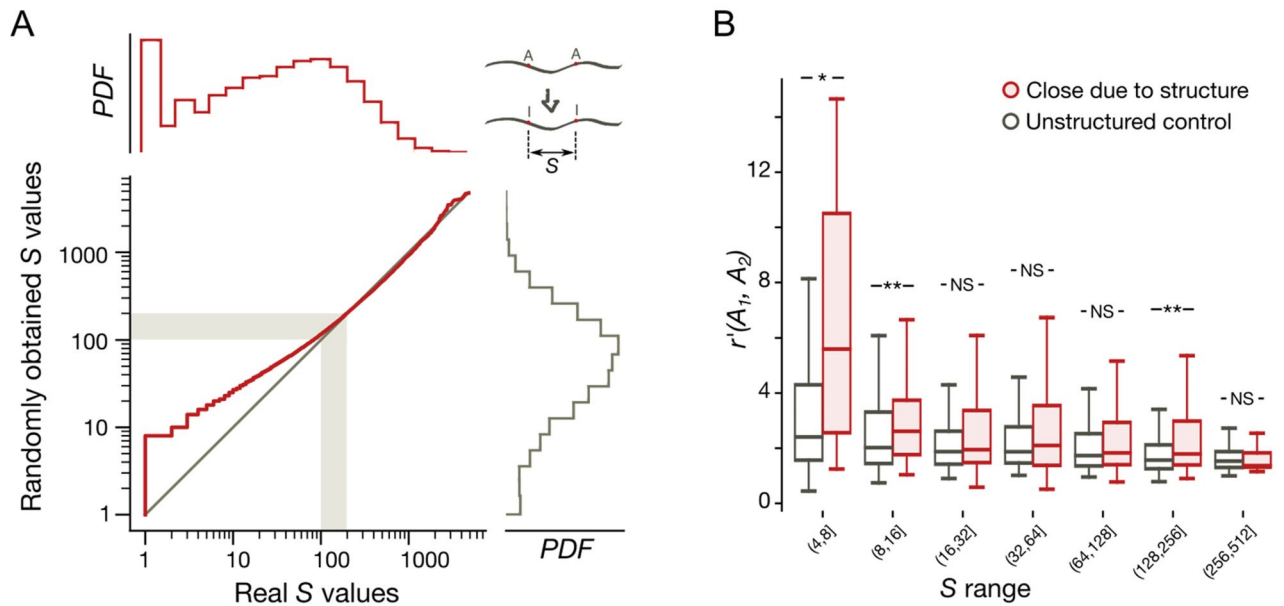 A
PDF
A A
I I
S
Randomly obtained S values
1000
100
10
1
1 10 100 1000
Real S values
PDF
B
Close due to structure
Unstructured control
r'(A1, A2)
12
8
4
0
*
**
NS
NS
NS
**
NS
(4,8]
(8,16]
(16,32]
(32,64]
(64,128]
(128,256]
(256,512]
S range